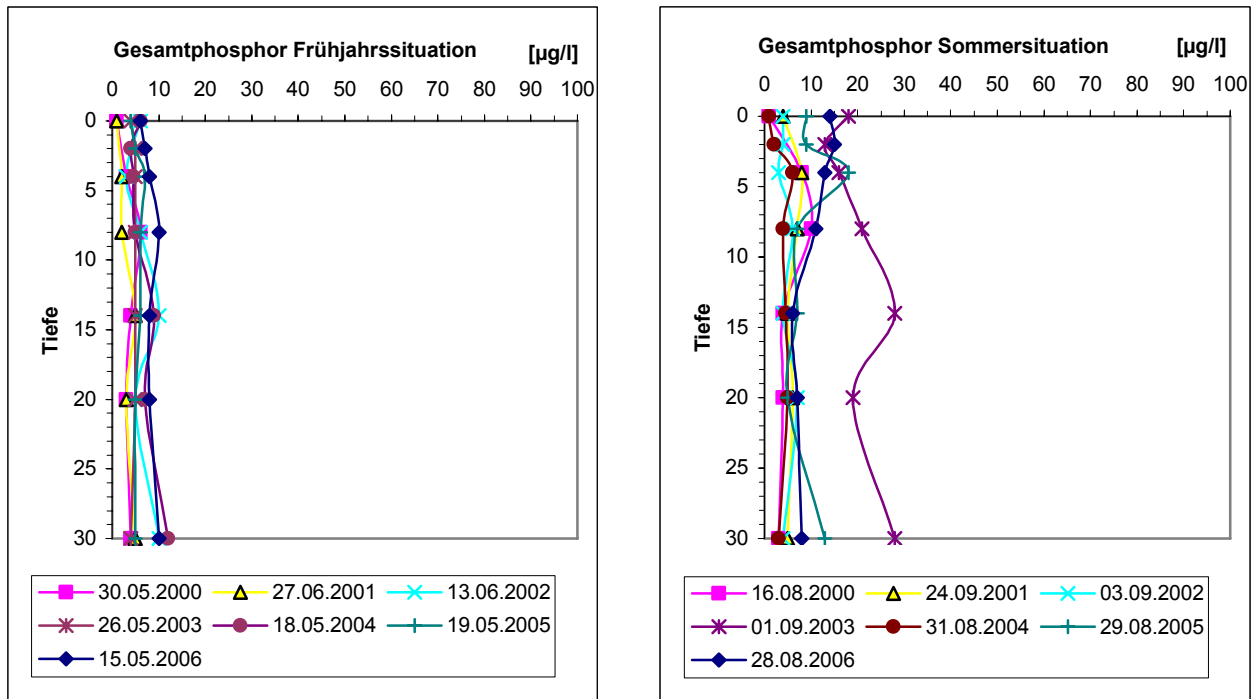 Gesamtphosphor Frühjahrssituation [µg/l]
0 10 20 30 40 50 60 70 80 90 100
0
5
10
15
20
25
30
Tiefe
30.05.2000 27.06.2001 13.06.2002
26.05.2003 18.05.2004 19.05.2005
15.05.2006
Gesamtphosphor Sommersituation [µg/l]
0 10 20 30 40 50 60 70 80 90 100
0
5
10
15
20
25
30
Tiefe
16.08.2000 24.09.2001 03.09.2002
01.09.2003 31.08.2004 29.08.2005
28.08.2006